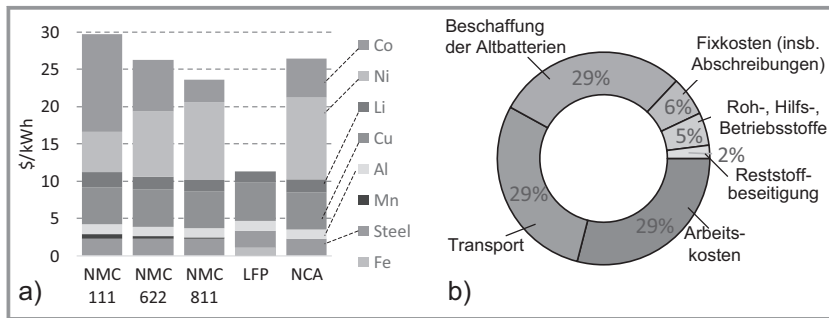 a)
$/kWh
30
25
20
15
10
5
0
NMC
111
NMC
622
NMC
811
LFP
NCA
Co
Ni
Li
Cu
Al
Mn
Steel
Fe
b)
Beschaffung
der Altbatterien
Fixkosten (insb.
Abschreibungen)
Roh-, Hilfs-,
Betriebsstoffe
Reststoff-
beseitigung
Arbeits-
kosten
Transport
29%
6%
5%
2%
29%
29%